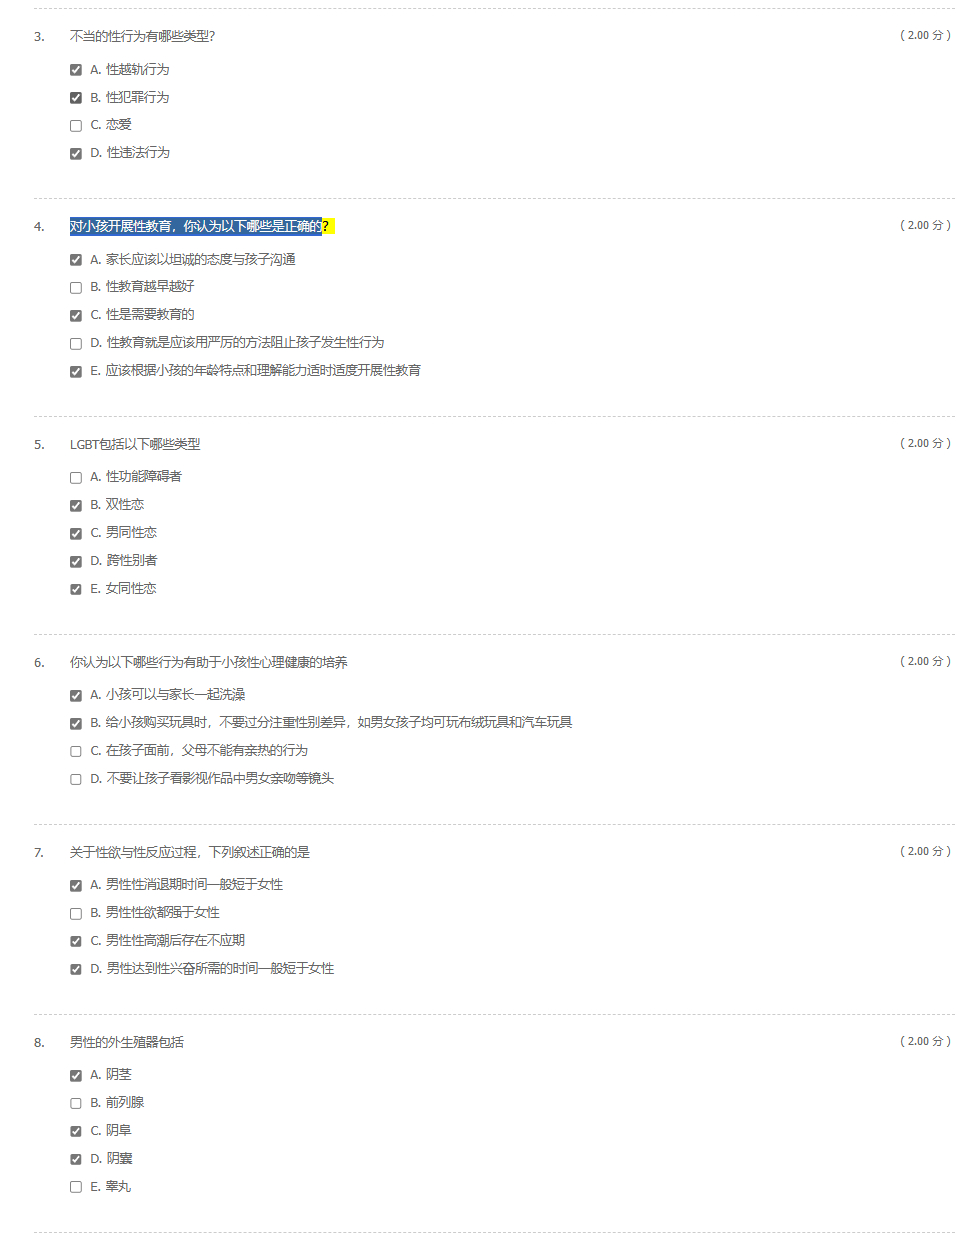 3. 不当的性行为有哪些类型? ( 2.00 分 )
A. 性越轨行为
B. 性犯罪行为
C. 恋爱
D. 性违法行为
4. 对小孩开展性教育，你认为以下哪些是正确的? ( 2.00 分 )
A. 家长应该以坦诚的态度与孩子沟通
B. 性教育越早越好
C. 性是需要教育的
D. 性教育就是应该用严厉的方法阻止孩子发生性行为
E. 应该根据小孩的年龄特点和理解能力适时适度开展性教育
5. LGBT包括以下哪些类型 ( 2.00 分 )
A. 性功能障碍者
B. 双性恋
C. 男同性恋
D. 跨性别者
E. 女同性恋
6. 你认为以下哪些行为有助于小孩性心理健康的培养 ( 2.00 分 )
A. 小孩可以与家长一起洗澡
B. 给小孩购买玩具时，不要过分注重性别差异，如男女孩子均可玩布绒玩具和汽车玩具
C. 在孩子面前，父母不能有亲热的行为
D. 不要让孩子看影视作品中男女亲吻等镜头
7. 关于性欲与性反应过程，下列叙述正确的是 ( 2.00 分 )
A. 男性性消退期时间一般短于女性
B. 男性性欲都强于女性
C. 男性性高潮后存在不应期
D. 男性达到性兴奋所需的时间一般短于女性
8. 男性的外生殖器包括 ( 2.00 分 )
A. 阴茎
B. 前列腺
C. 阴阜
D. 阴囊
E. 睾丸